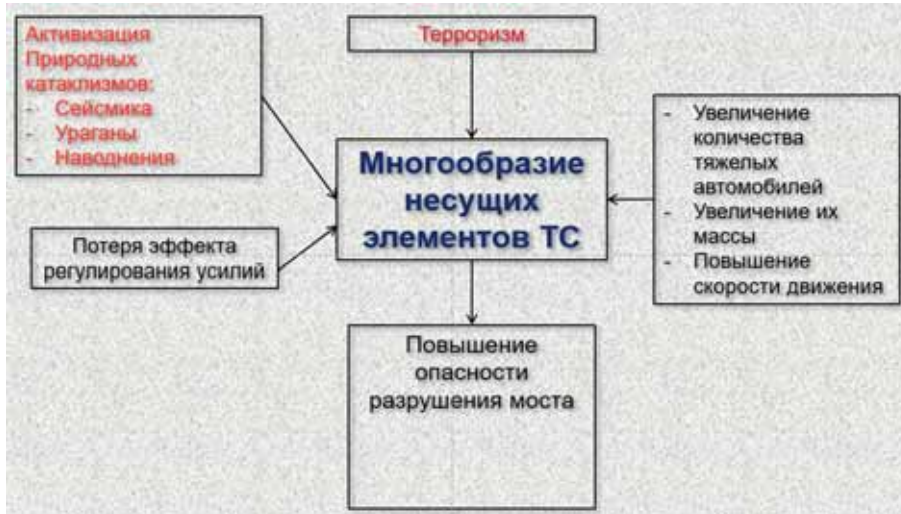 Активизация
Природных
катаклизмов:
- Сейсмика
- Ураганы
- Наводнения
Терроризм
Многообразие
несущих
элементов ТС
- Увеличение
количества
тяжелых
автомобилей
- Увеличение их
массы
- Повышение
скорости движения
Потеря эффекта
регулирования усилий
Повышение
опасности
разрушения моста